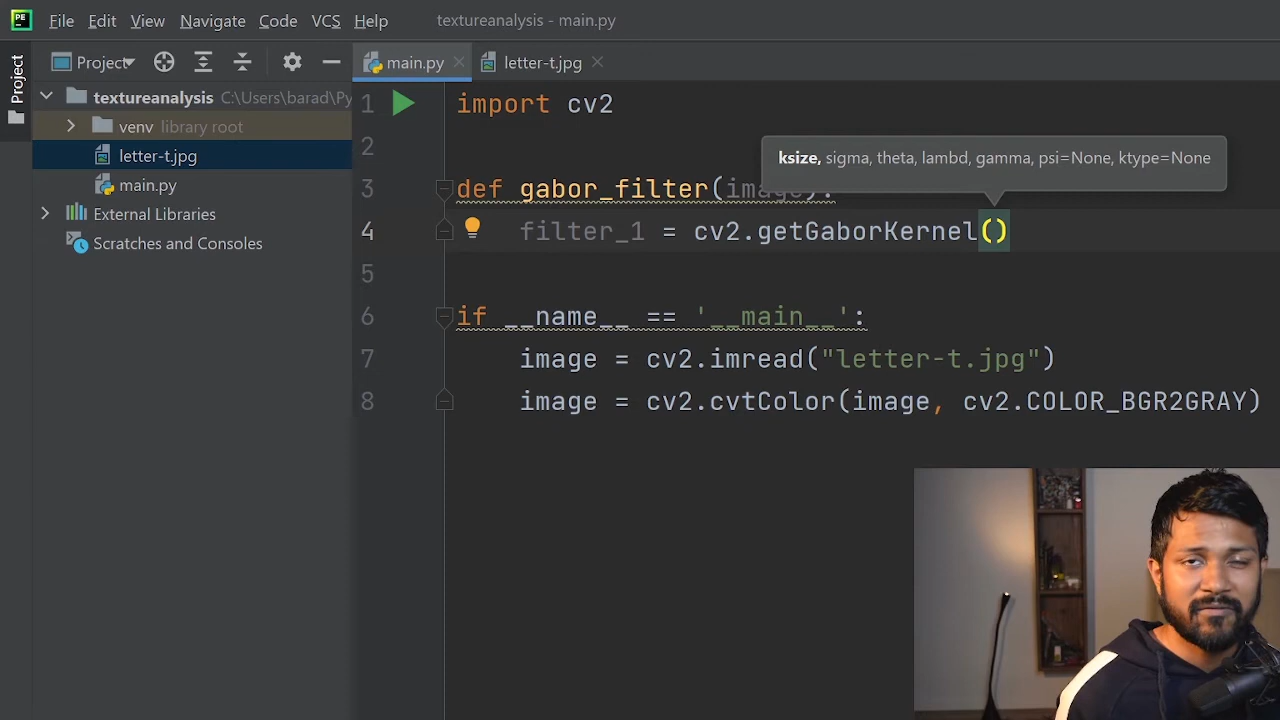 PE File Edit View Navigate Code VCS Help textureanalysis - main.py
Project
Project
main.py
letter-t.jpg
textureanalysis C:\Users\barad\Py
venv library root
letter-t.jpg
main.py
External Libraries
Scratches and Consoles
1 import cv2
2
ksize, sigma, theta, lambd, gamma, psi=None, ktype=None
3 def gabor_filter(image):
4 filter_1 = cv2.getGaborKernel()
5
6 if __name__ == '__main__':
7 image = cv2.imread("letter-t.jpg")
8 image = cv2.cvtColor(image, cv2.COLOR_BGR2GRAY)